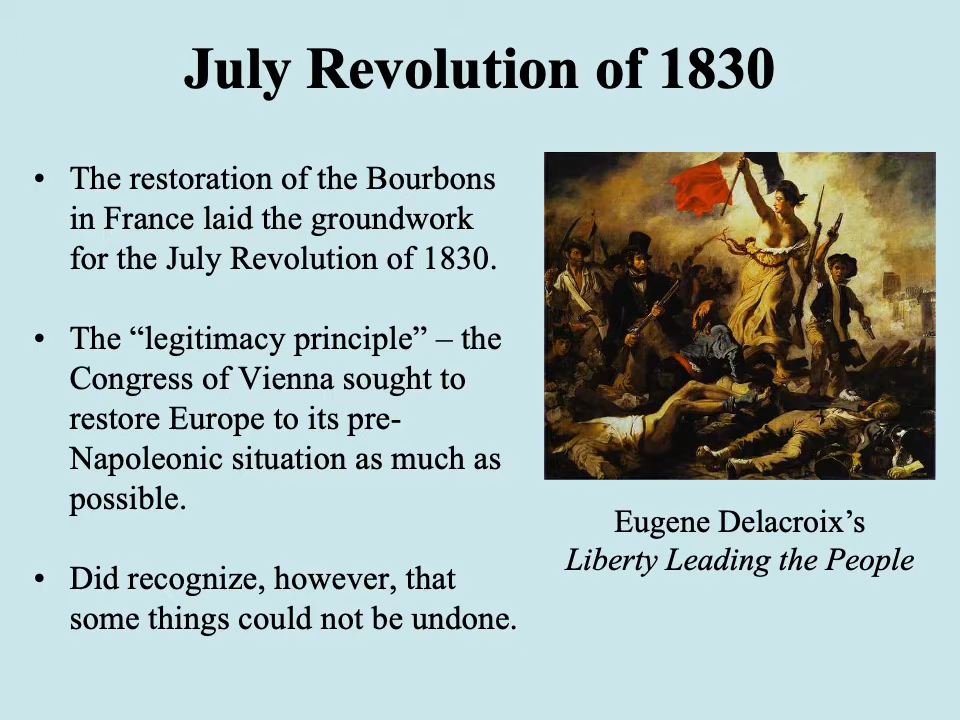 July Revolution of 1830
• The restoration of the Bourbons
in France laid the groundwork
for the July Revolution of 1830.
• The “legitimacy principle” – the
Congress of Vienna sought to
restore Europe to its pre-
Napoleonic situation as much as
possible.
• Did recognize, however, that
some things could not be undone.
Eugene Delacroix’s
Liberty Leading the People